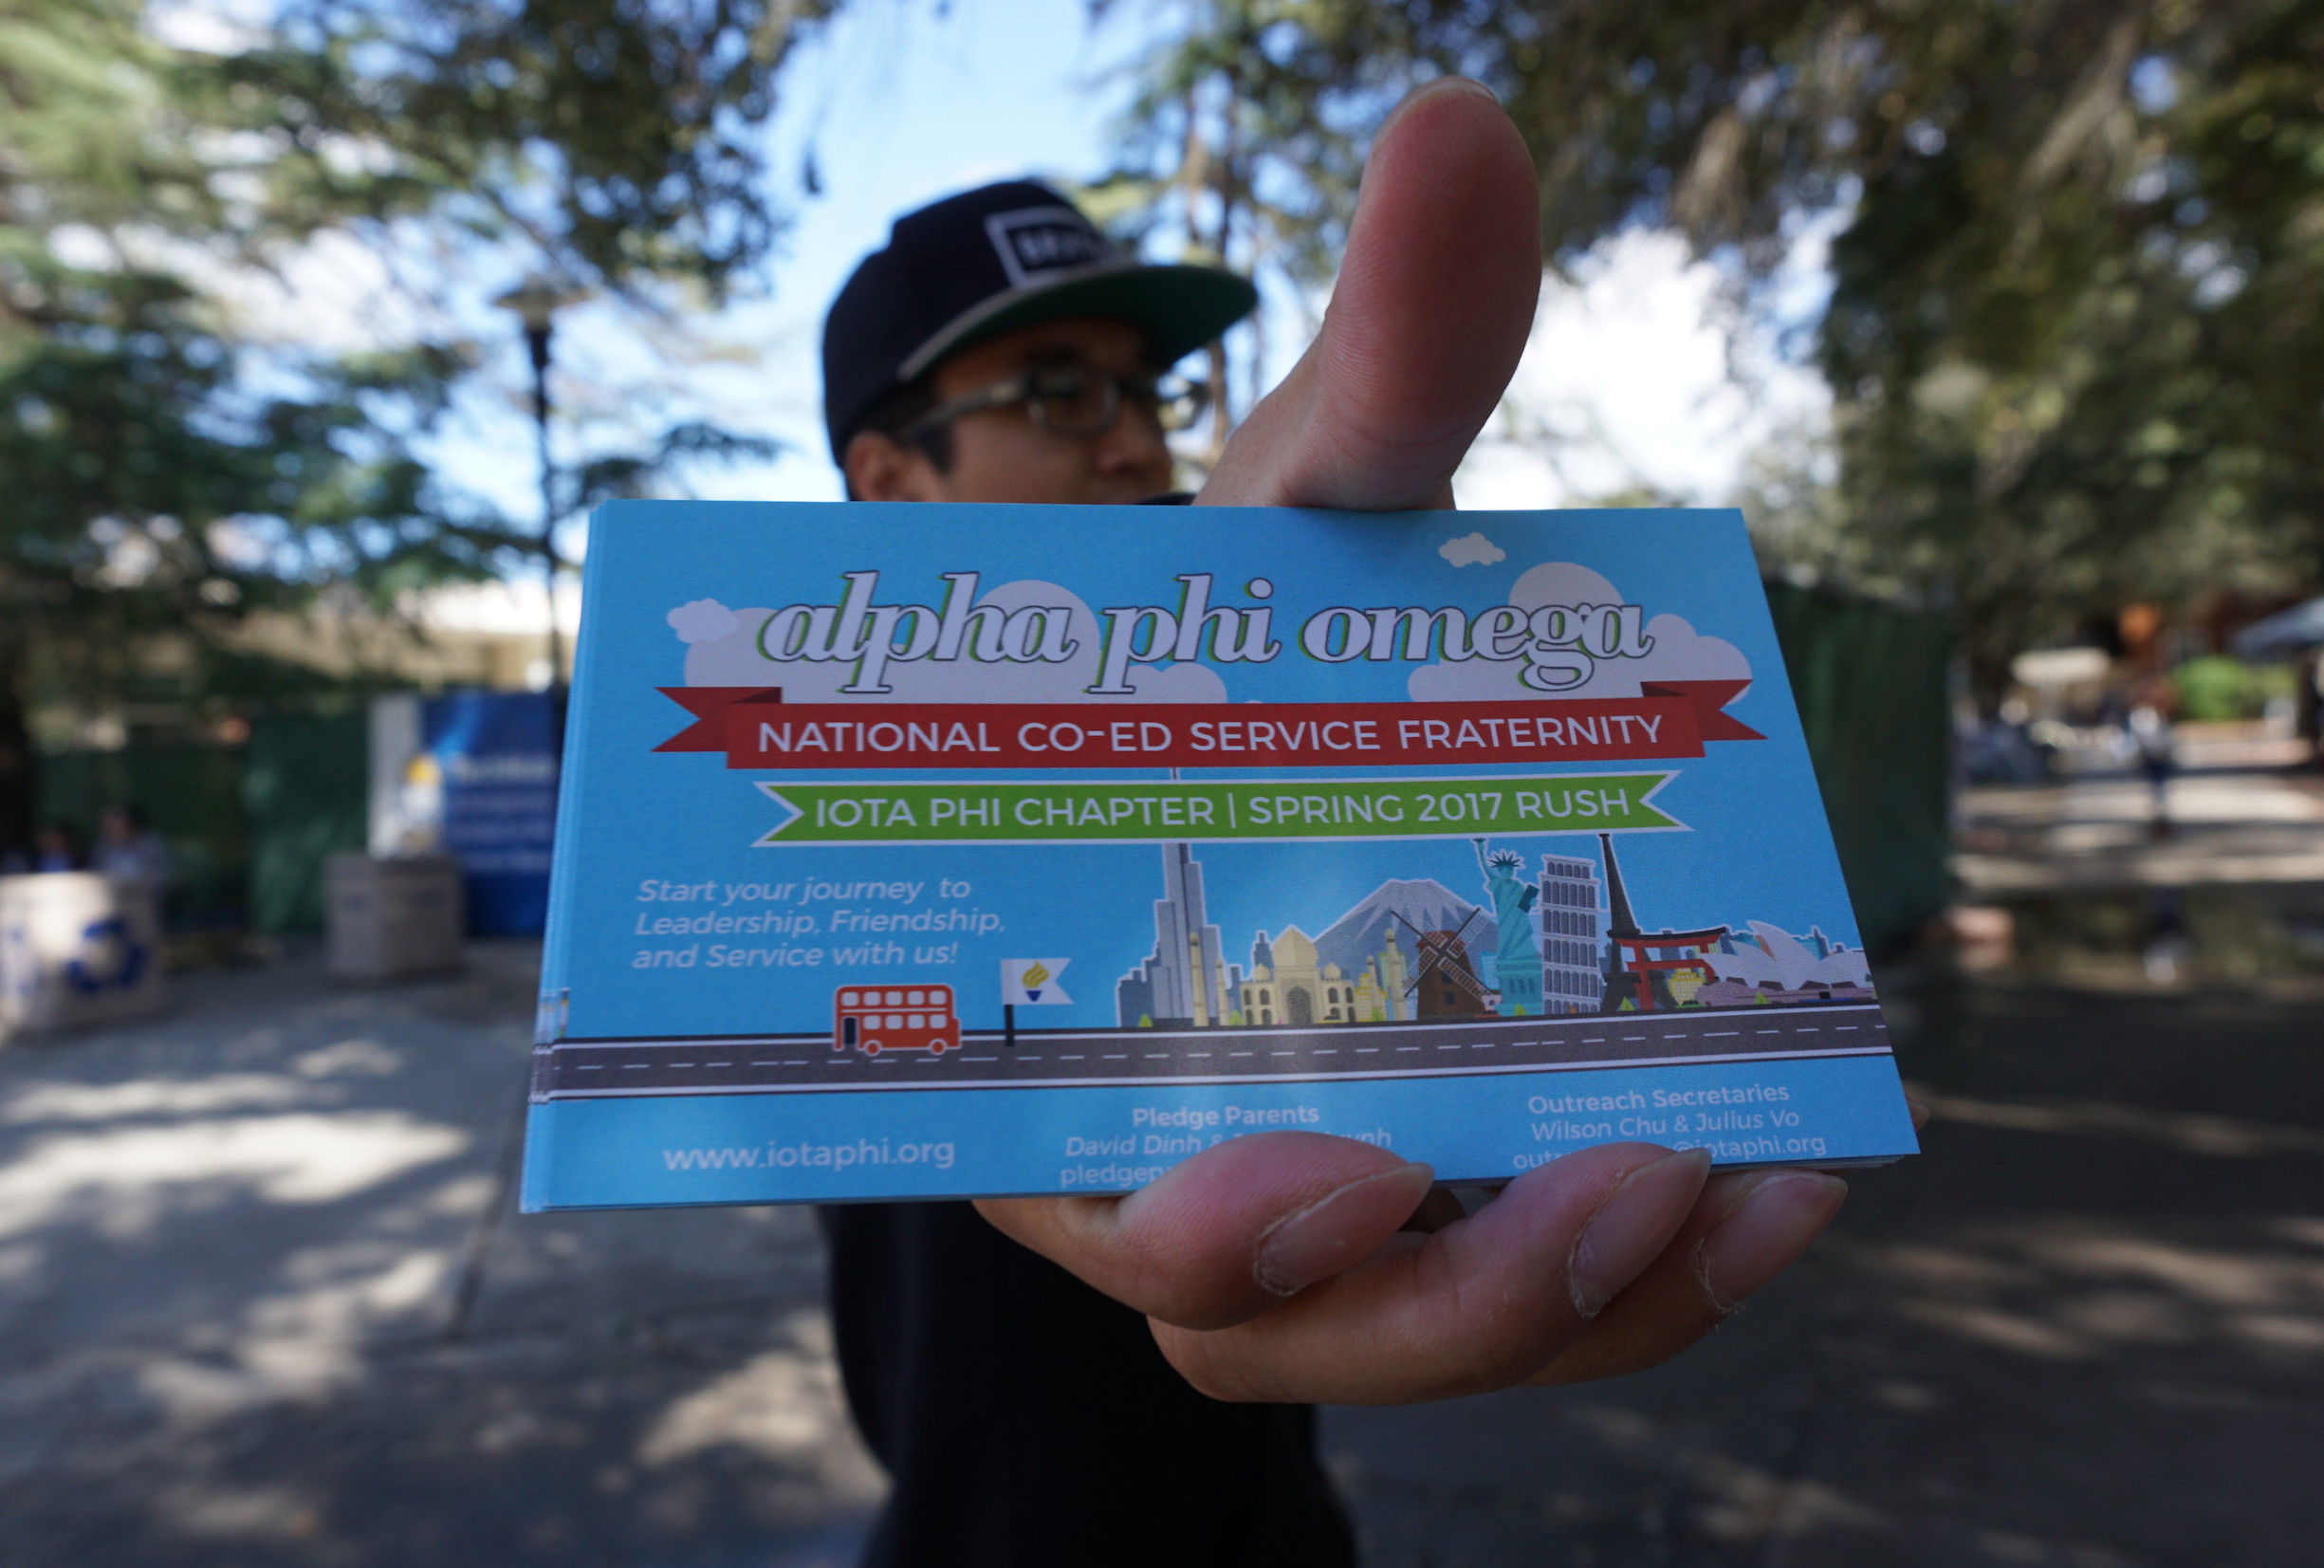 alpha phi omega
NATIONAL CO-ED SERVICE FRATERNITY
IOTA PHI CHAPTER | SPRING 2017 RUSH
Start your journey to
Leadership, Friendship,
and Service with us!
www.iotaphi.org
Pledge Parents
David Dinh &
Outreach Secretaries
Wilson Chu & Julius Vo
@iotaphi.org